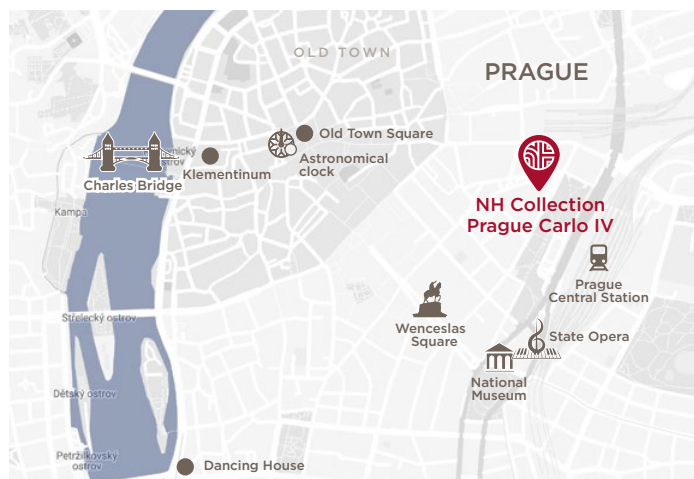 OLD TOWN
PRAGUE
Old Town Square
Astronomical
clock
Klementinum
Charles Bridge
Kampa
NH Collection
Prague Carlo IV
Prague
Central Station
Střelecký ostrov
Wenceslas
Square
State Opera
National
Museum
Dětský ostrov
Petržilkovský
ostrov
Dancing House